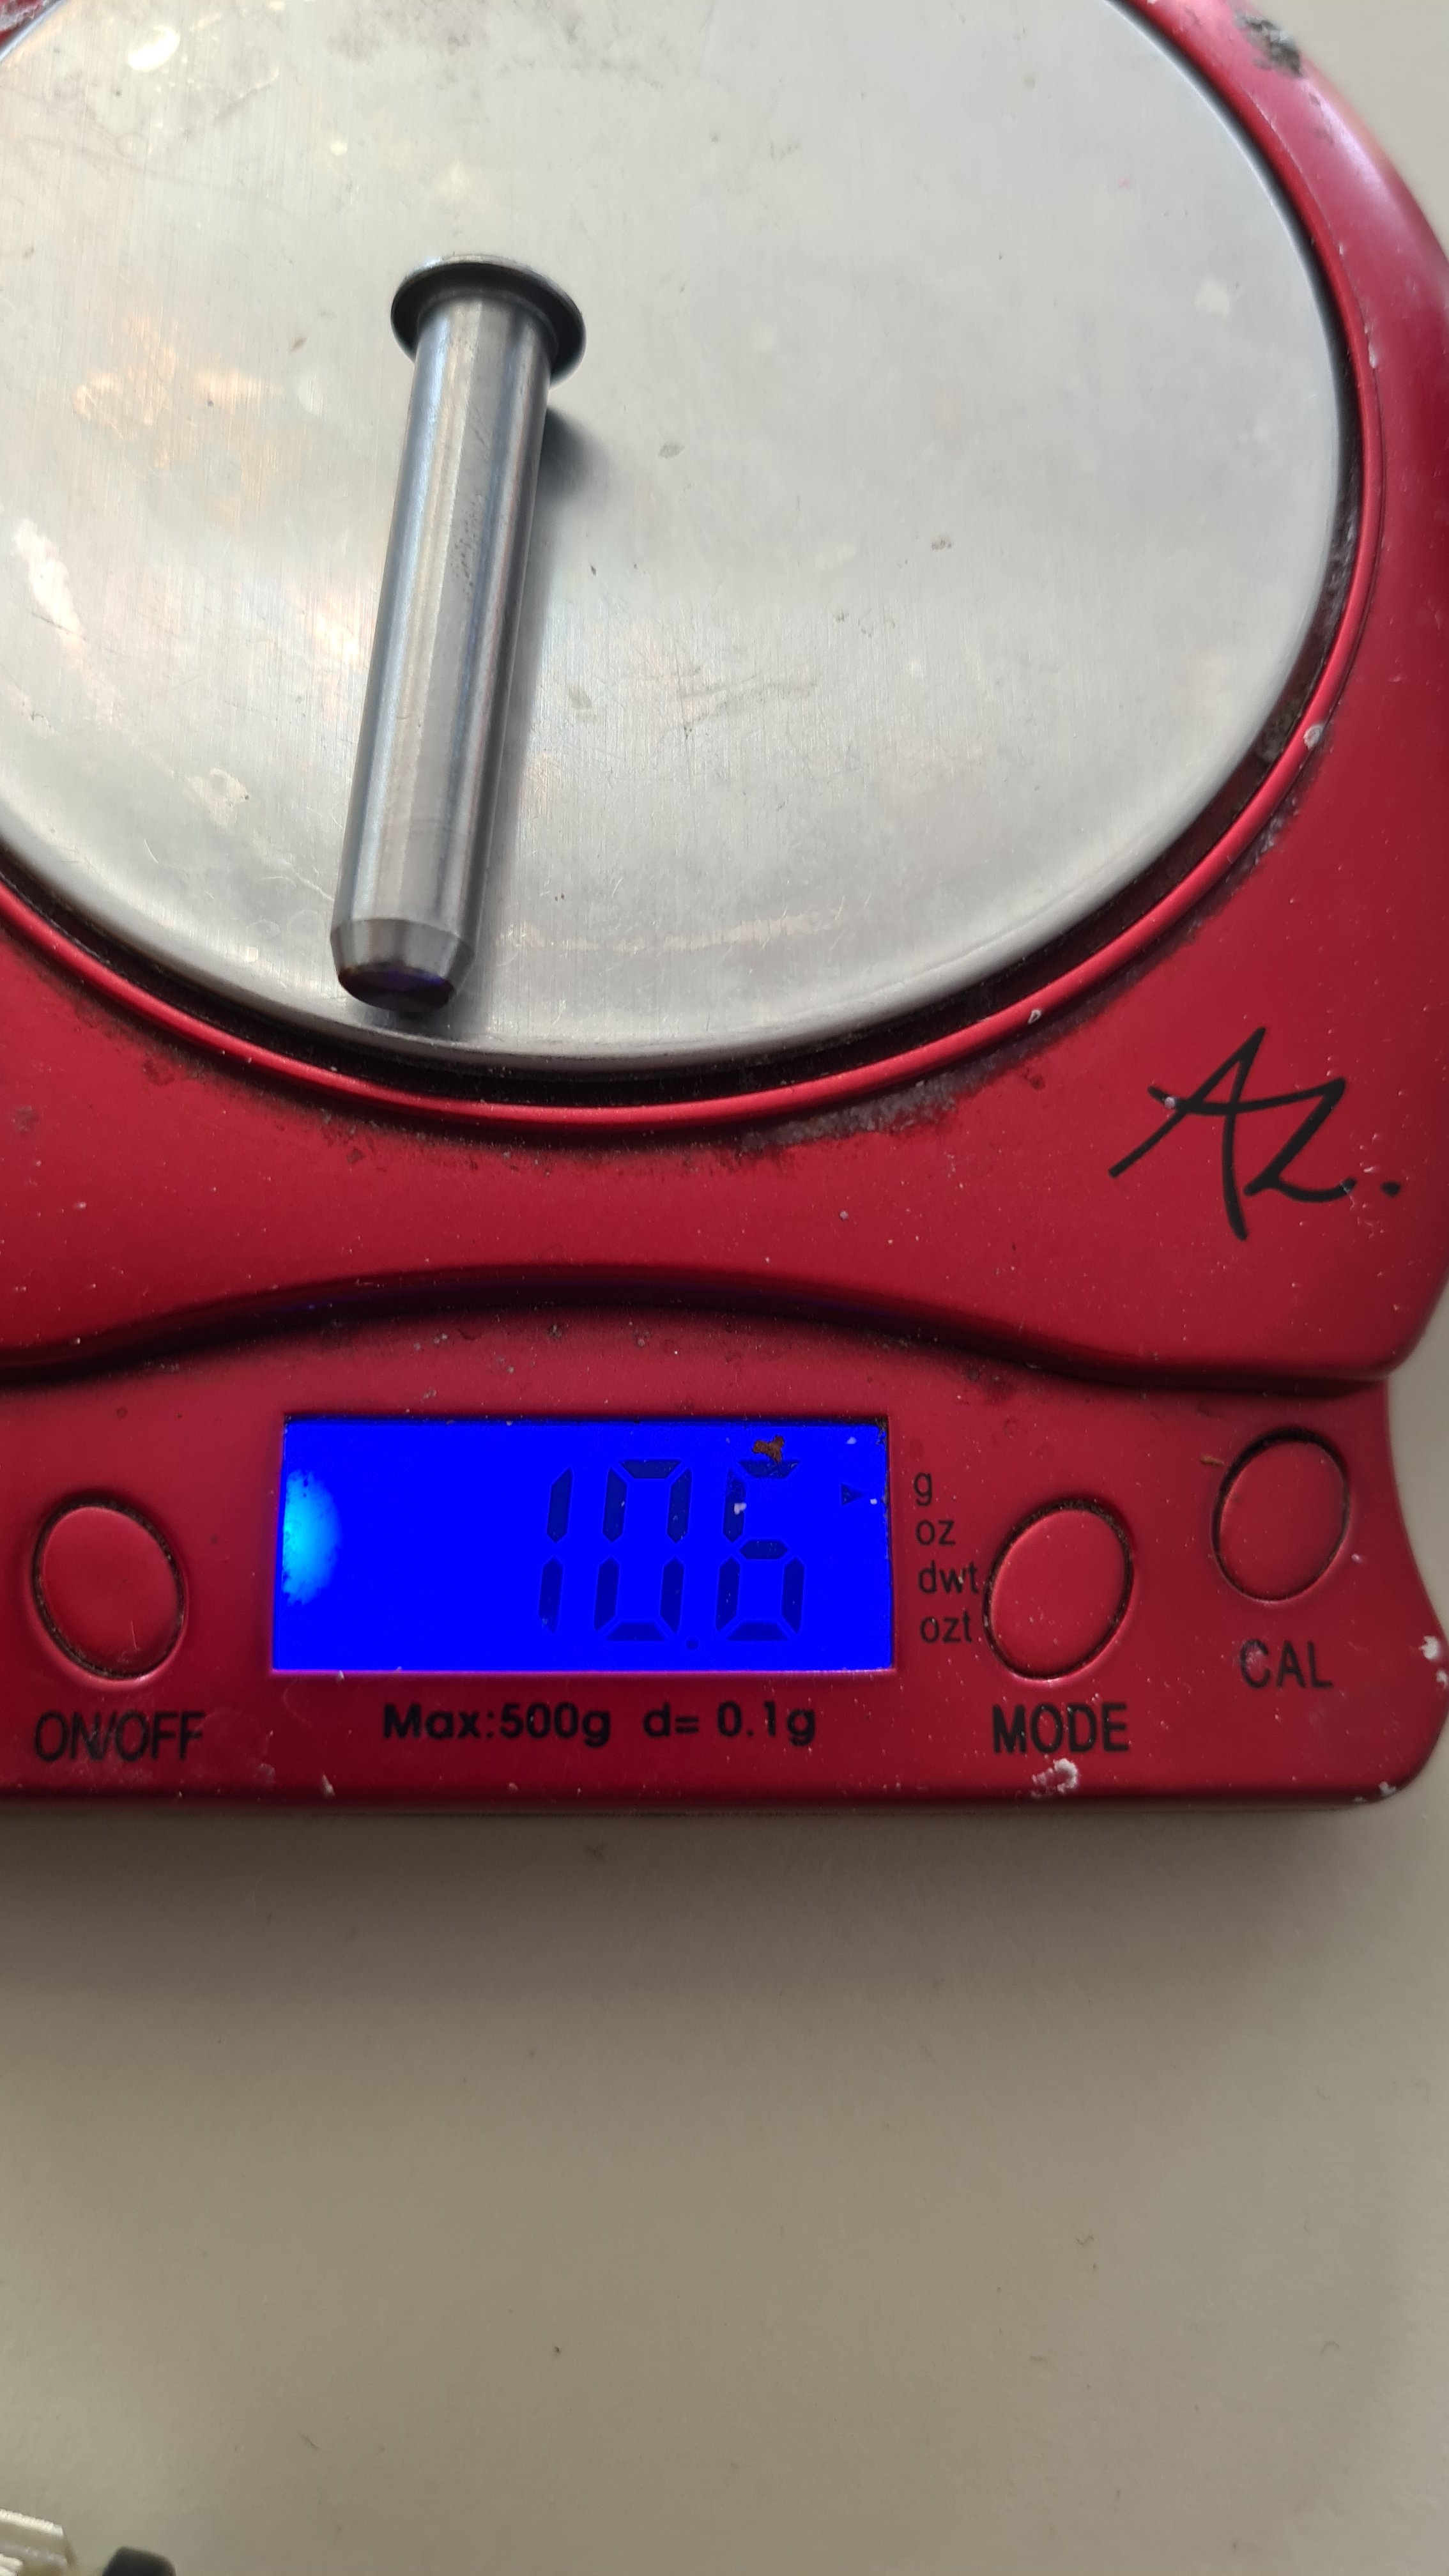 AZ..
10.6
g
oz
dwt
ozt
ON/OFF
Max:500g d= 0.1g
MODE
CAL